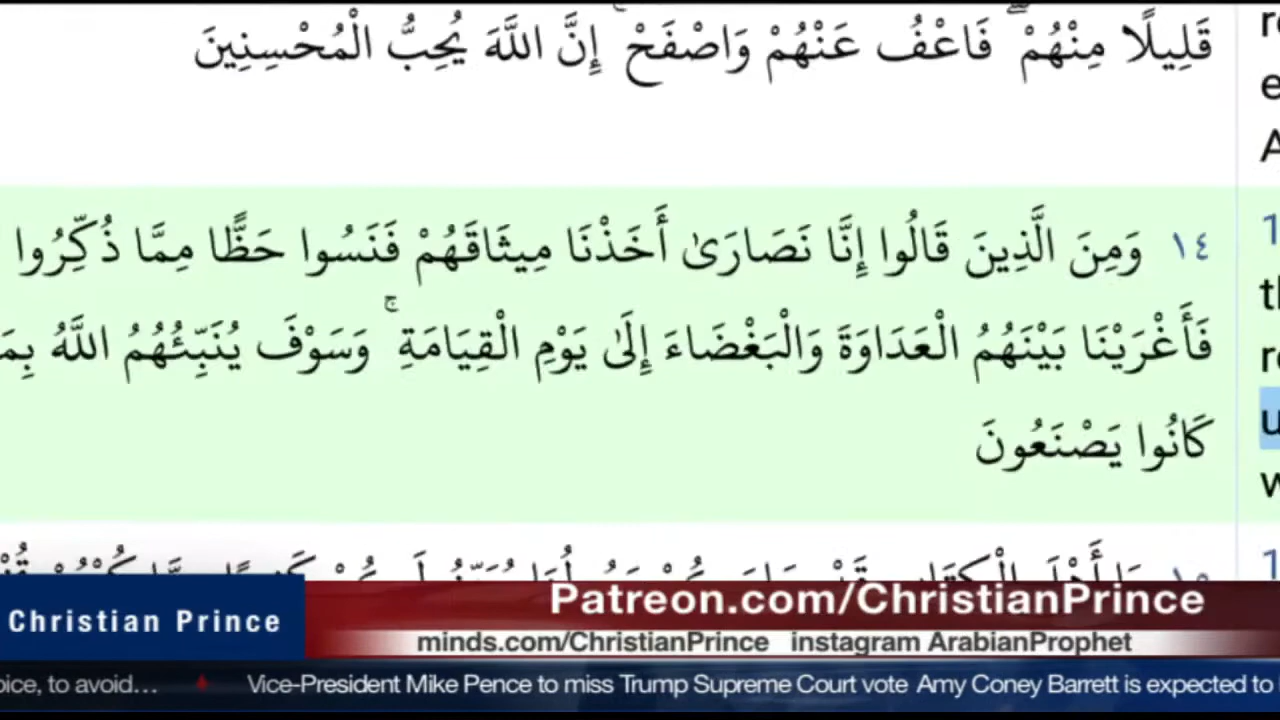 قَلِيلًا مِنْهُمْ ۖ فَاعْفُ عَنْهُمْ وَاصْفَحْ ۚ إِنَّ اللَّهَ يُحِبُّ الْمُحْسِنِينَ
١٤ وَمِنَ الَّذِينَ قَالُوا إِنَّا نَصَارَىٰ أَخَذْنَا مِيثَاقَهُمْ فَنَسُوا حَظًّا مِمَّا ذُكِّرُوا
فَأَغْرَيْنَا بَيْنَهُمُ الْعَدَاوَةَ وَالْبَغْضَاءَ إِلَىٰ يَوْمِ الْقِيَامَةِ ۚ وَسَوْفَ يُنَبِّئُهُمُ اللَّهُ
كَانُوا يَصْنَعُونَ
Christian Prince
Patreon.com/ChristianPrince
minds.com/ChristianPrince instagram ArabianProphet
to avoid... Vice-President Mike Pence to miss Trump Supreme Court vote Amy Coney Barrett is expected to